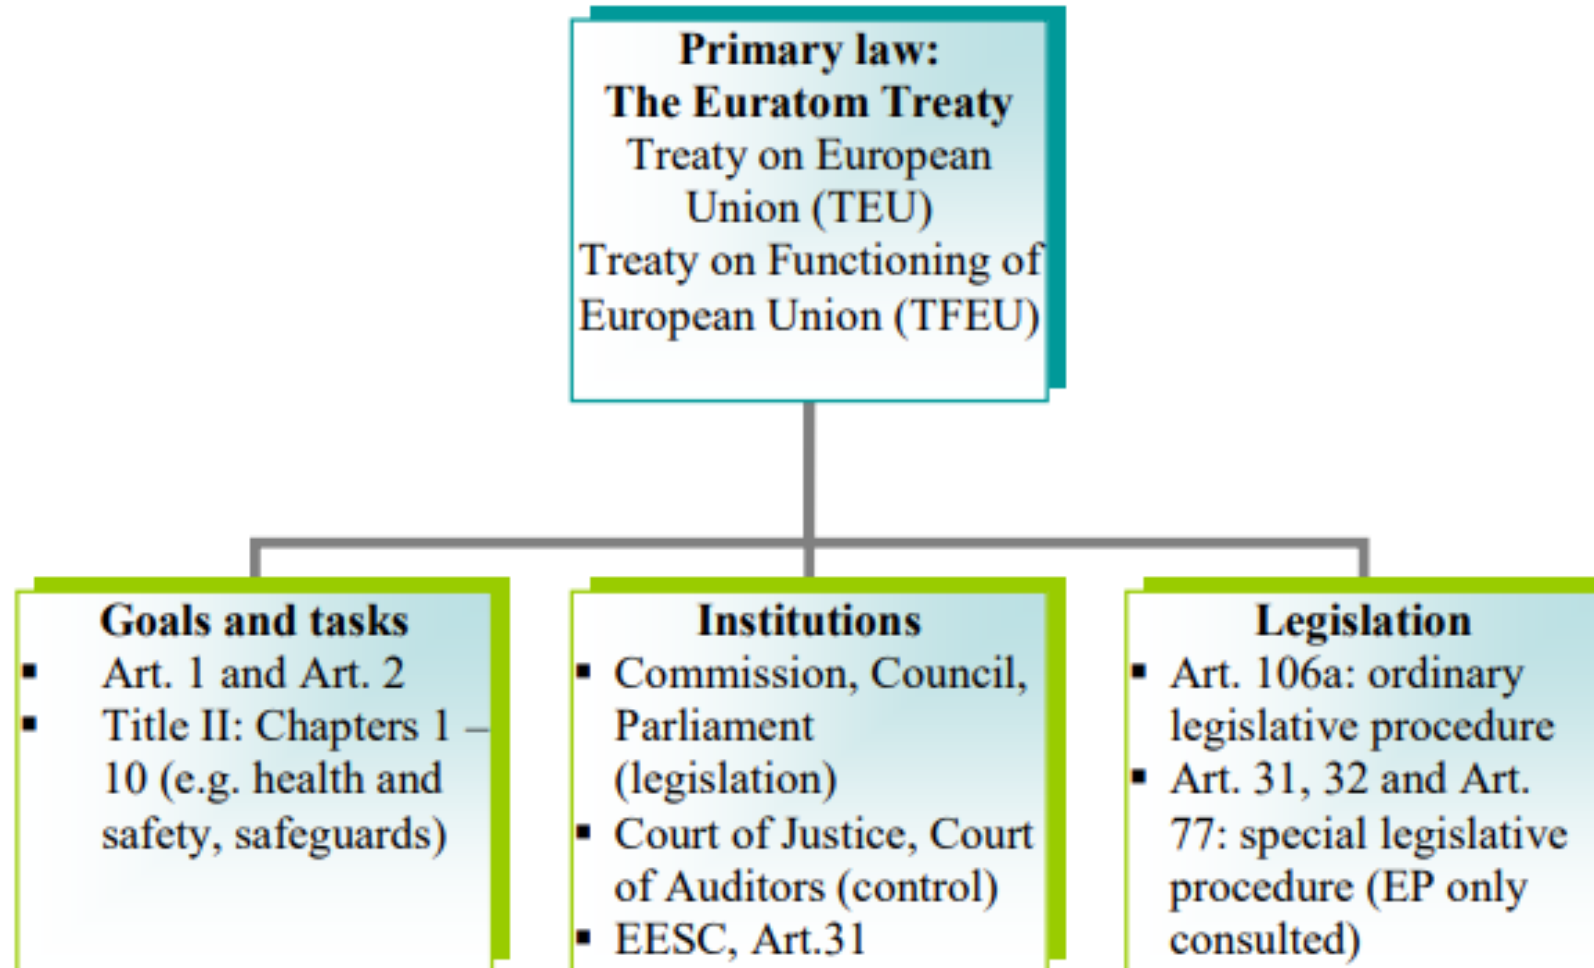 Primary law:
The Euratom Treaty
Treaty on European
Union (TEU)
Treaty on Functioning of
European Union (TFEU)
Goals and tasks
▪ Art. 1 and Art. 2
▪ Title II: Chapters 1 –
10 (e.g. health and
safety, safeguards)
Institutions
▪ Commission, Council,
Parliament
(legislation)
▪ Court of Justice, Court
of Auditors (control)
▪ EESC, Art.31
Legislation
▪ Art. 106a: ordinary
legislative procedure
▪ Art. 31, 32 and Art.
77: special legislative
procedure (EP only
consulted)